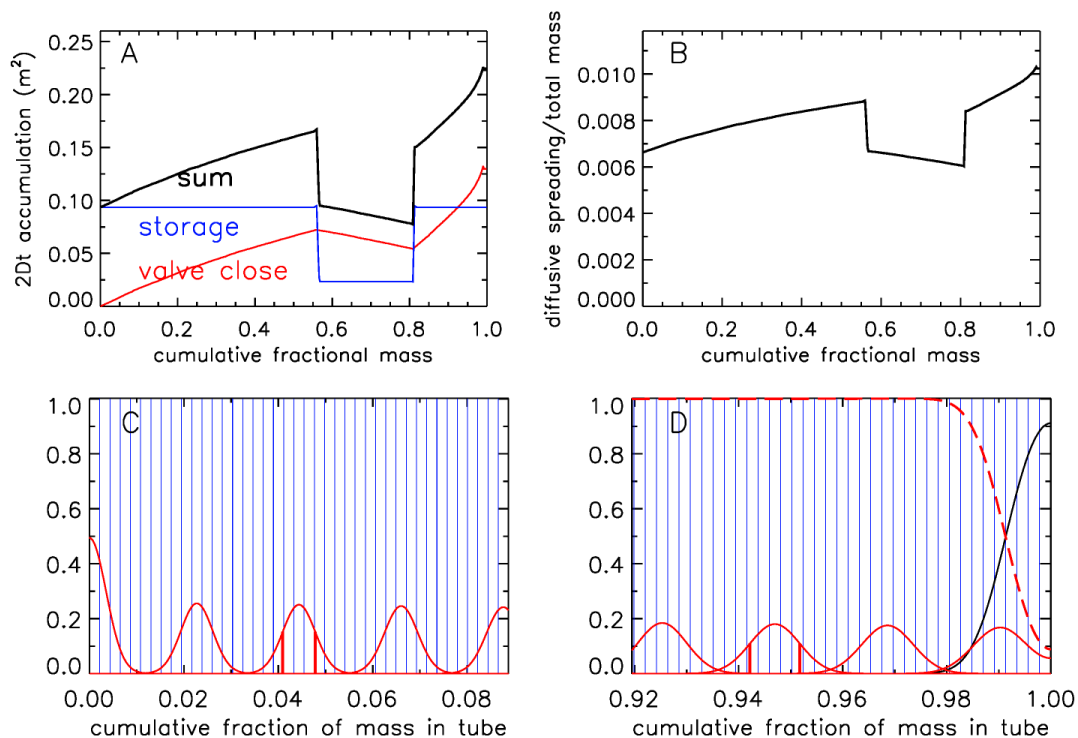 A
2Dt accumulation (m²)
0.25
0.20
0.15
0.10
0.05
0.00
sum
storage
valve close
0.0 0.2 0.4 0.6 0.8 1.0
cumulative fractional mass
B
diffusive spreading/total mass
0.010
0.008
0.006
0.004
0.002
0.000
0.0 0.2 0.4 0.6 0.8 1.0
cumulative fractional mass
C
1.0
0.8
0.6
0.4
0.2
0.0
0.00 0.02 0.04 0.06 0.08
cumulative fraction of mass in tube
D
1.0
0.8
0.6
0.4
0.2
0.0
0.92 0.94 0.96 0.98 1.00
cumulative fraction of mass in tube